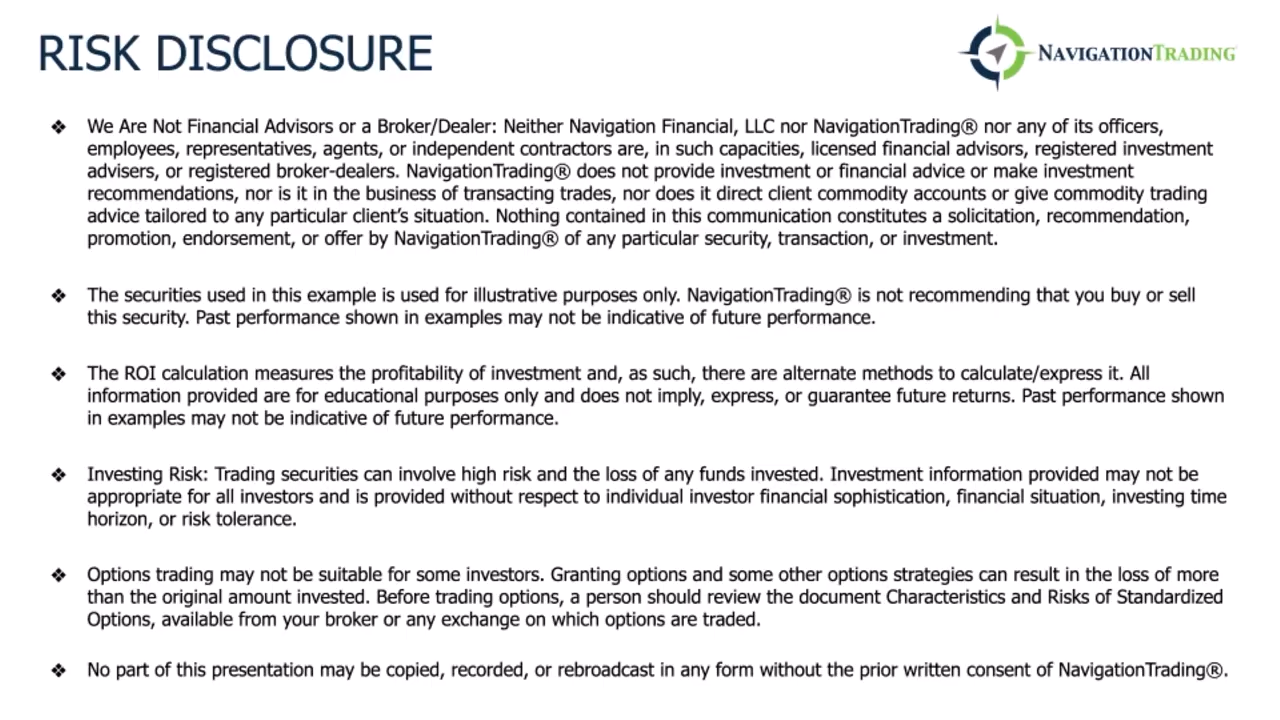 RISK DISCLOSURE
NAVIGATIONTRADING
❖ We Are Not Financial Advisors or a Broker/Dealer: Neither Navigation Financial, LLC nor NavigationTrading® nor any of its officers,
employees, representatives, agents, or independent contractors are, in such capacities, licensed financial advisors, registered investment
advisers, or registered broker-dealers. NavigationTrading® does not provide investment or financial advice or make investment
recommendations, nor is it in the business of transacting trades, nor does it direct client commodity accounts or give commodity trading
advice tailored to any particular client’s situation. Nothing contained in this communication constitutes a solicitation, recommendation,
promotion, endorsement, or offer by NavigationTrading® of any particular security, transaction, or investment.
❖ The securities used in this example is used for illustrative purposes only. NavigationTrading® is not recommending that you buy or sell
this security. Past performance shown in examples may not be indicative of future performance.
❖ The ROI calculation measures the profitability of investment and, as such, there are alternate methods to calculate/express it. All
information provided are for educational purposes only and does not imply, express, or guarantee future returns. Past performance shown
in examples may not be indicative of future performance.
❖ Investing Risk: Trading securities can involve high risk and the loss of any funds invested. Investment information provided may not be
appropriate for all investors and is provided without respect to individual investor financial sophistication, financial situation, investing time
horizon, or risk tolerance.
❖ Options trading may not be suitable for some investors. Granting options and some other options strategies can result in the loss of more
than the original amount invested. Before trading options, a person should review the document Characteristics and Risks of Standardized
Options, available from your broker or any exchange on which options are traded.
❖ No part of this presentation may be copied, recorded, or rebroadcast in any form without the prior written consent of NavigationTrading®.